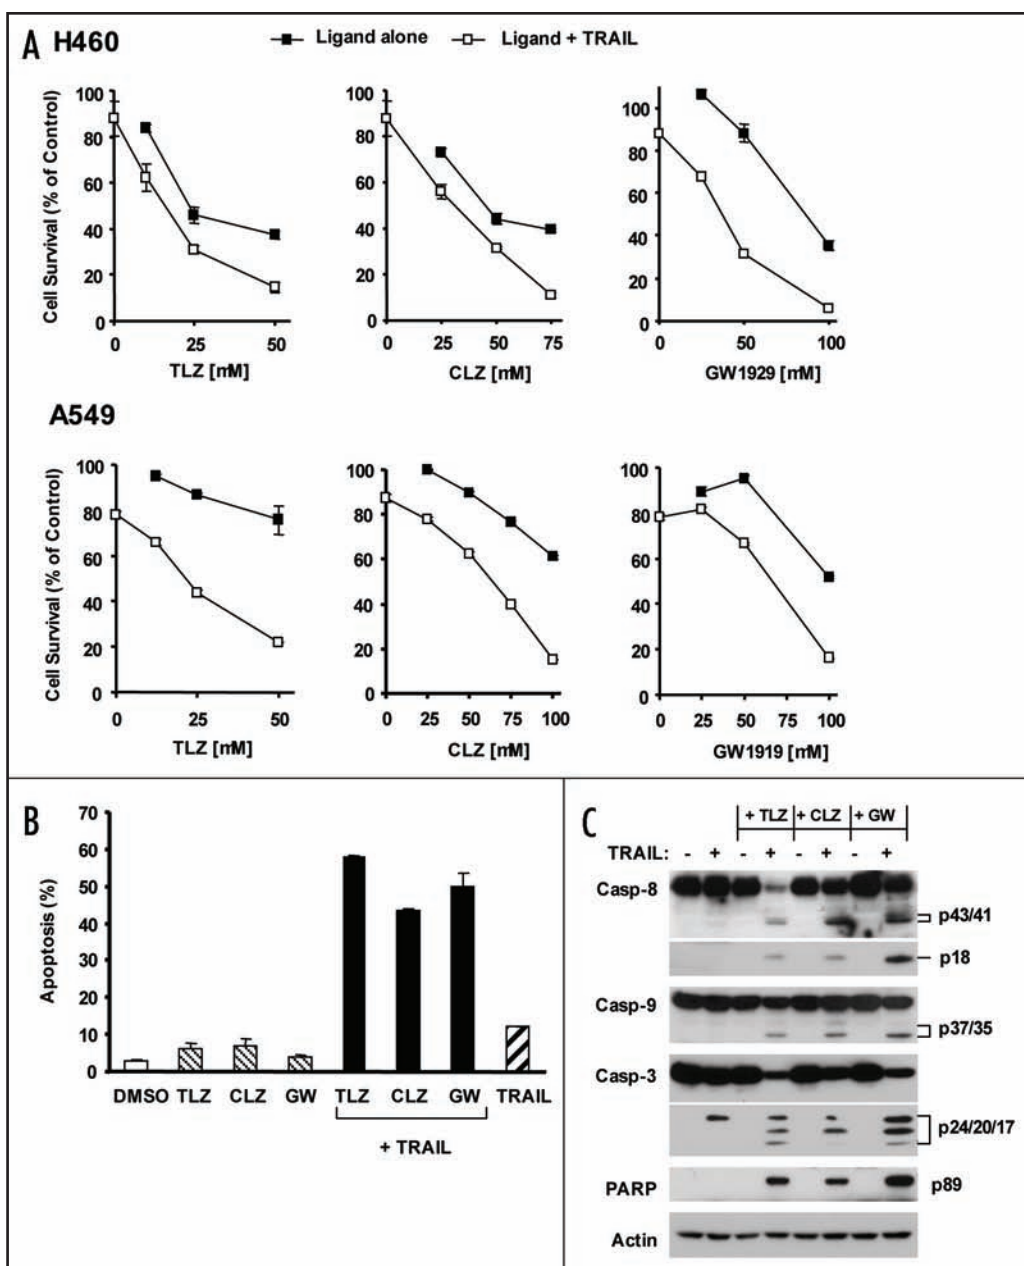 A H460
Ligand alone Ligand + TRAIL
Cell Survival (% of Control)
100
80
60
40
20
0
0 25 50
TLZ [mM]
100
80
60
40
20
0
0 25 50 75
CLZ [mM]
100
80
60
40
20
0
0 50 100
GW1929 [mM]
A549
Cell Survival (% of Control)
100
80
60
40
20
0
0 25 50
TLZ [mM]
100
80
60
40
20
0
0 25 50 75 100
CLZ [mM]
100
80
60
40
20
0
0 25 50 75 100
GW1919 [mM]
B
Apoptosis (%)
70
60
50
40
30
20
10
0
DMSO TLZ CLZ GW TLZ CLZ GW TRAIL
+ TRAIL
C
+ TLZ + CLZ + GW
TRAIL: - + - + - + - +
Casp-8
p43/41
p18
Casp-9
p37/35
Casp-3
p24/20/17
PARP p89
Actin